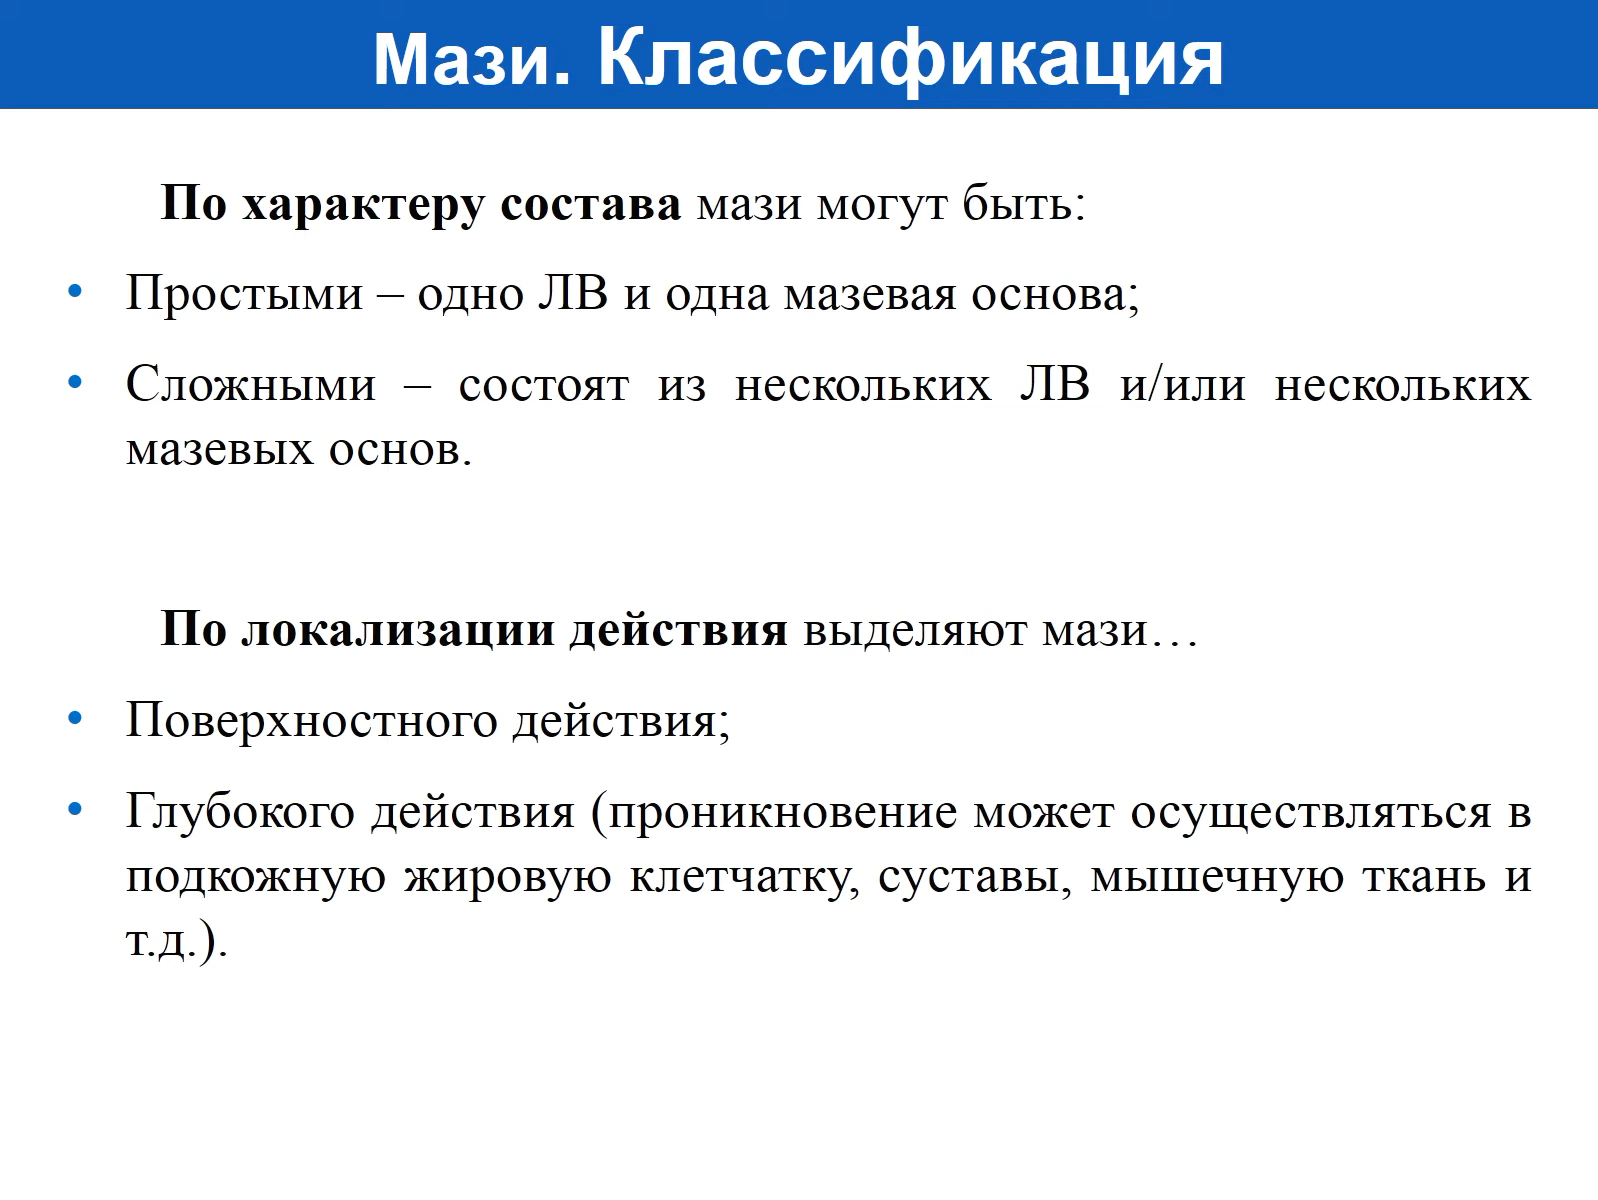 Мази. Классификация
По характеру состава мази могут быть:
• Простыми – одно ЛВ и одна мазевая основа;
• Сложными – состоят из нескольких ЛВ и/или нескольких
мазевых основ.
По локализации действия выделяют мази…
• Поверхностного действия;
• Глубокого действия (проникновение может осуществляться в
подкожную жировую клетчатку, суставы, мышечную ткань и
т.д.).